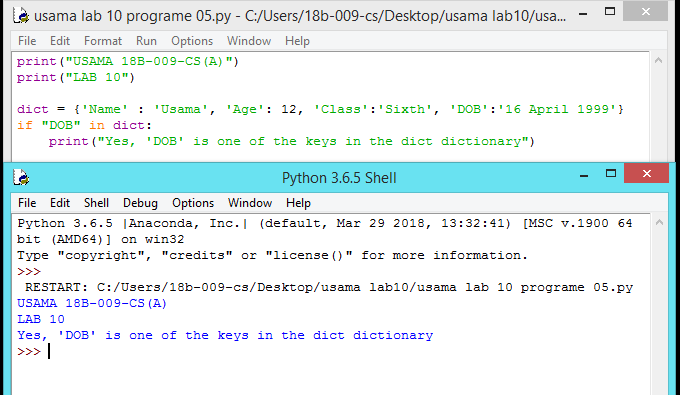 usama lab 10 programe 05.py - C:/Users/18b-009-cs/Desktop/usama lab10/usa...
File Edit Format Run Options Window Help
print("USAMA 18B-009-CS(A)")
print("LAB 10")
dict = {'Name' : 'Usama', 'Age': 12, 'Class':'Sixth', 'DOB':'16 April 1999'}
if "DOB" in dict:
    print("Yes, 'DOB' is one of the keys in the dict dictionary")
Python 3.6.5 Shell
File Edit Shell Debug Options Window Help
Python 3.6.5 |Anaconda, Inc.| (default, Mar 29 2018, 13:32:41) [MSC v.1900 64
bit (AMD64)] on win32
Type "copyright", "credits" or "license()" for more information.
>>>
 RESTART: C:/Users/18b-009-cs/Desktop/usama lab10/usama lab 10 programe 05.py
USAMA 18B-009-CS(A)
LAB 10
Yes, 'DOB' is one of the keys in the dict dictionary
>>>